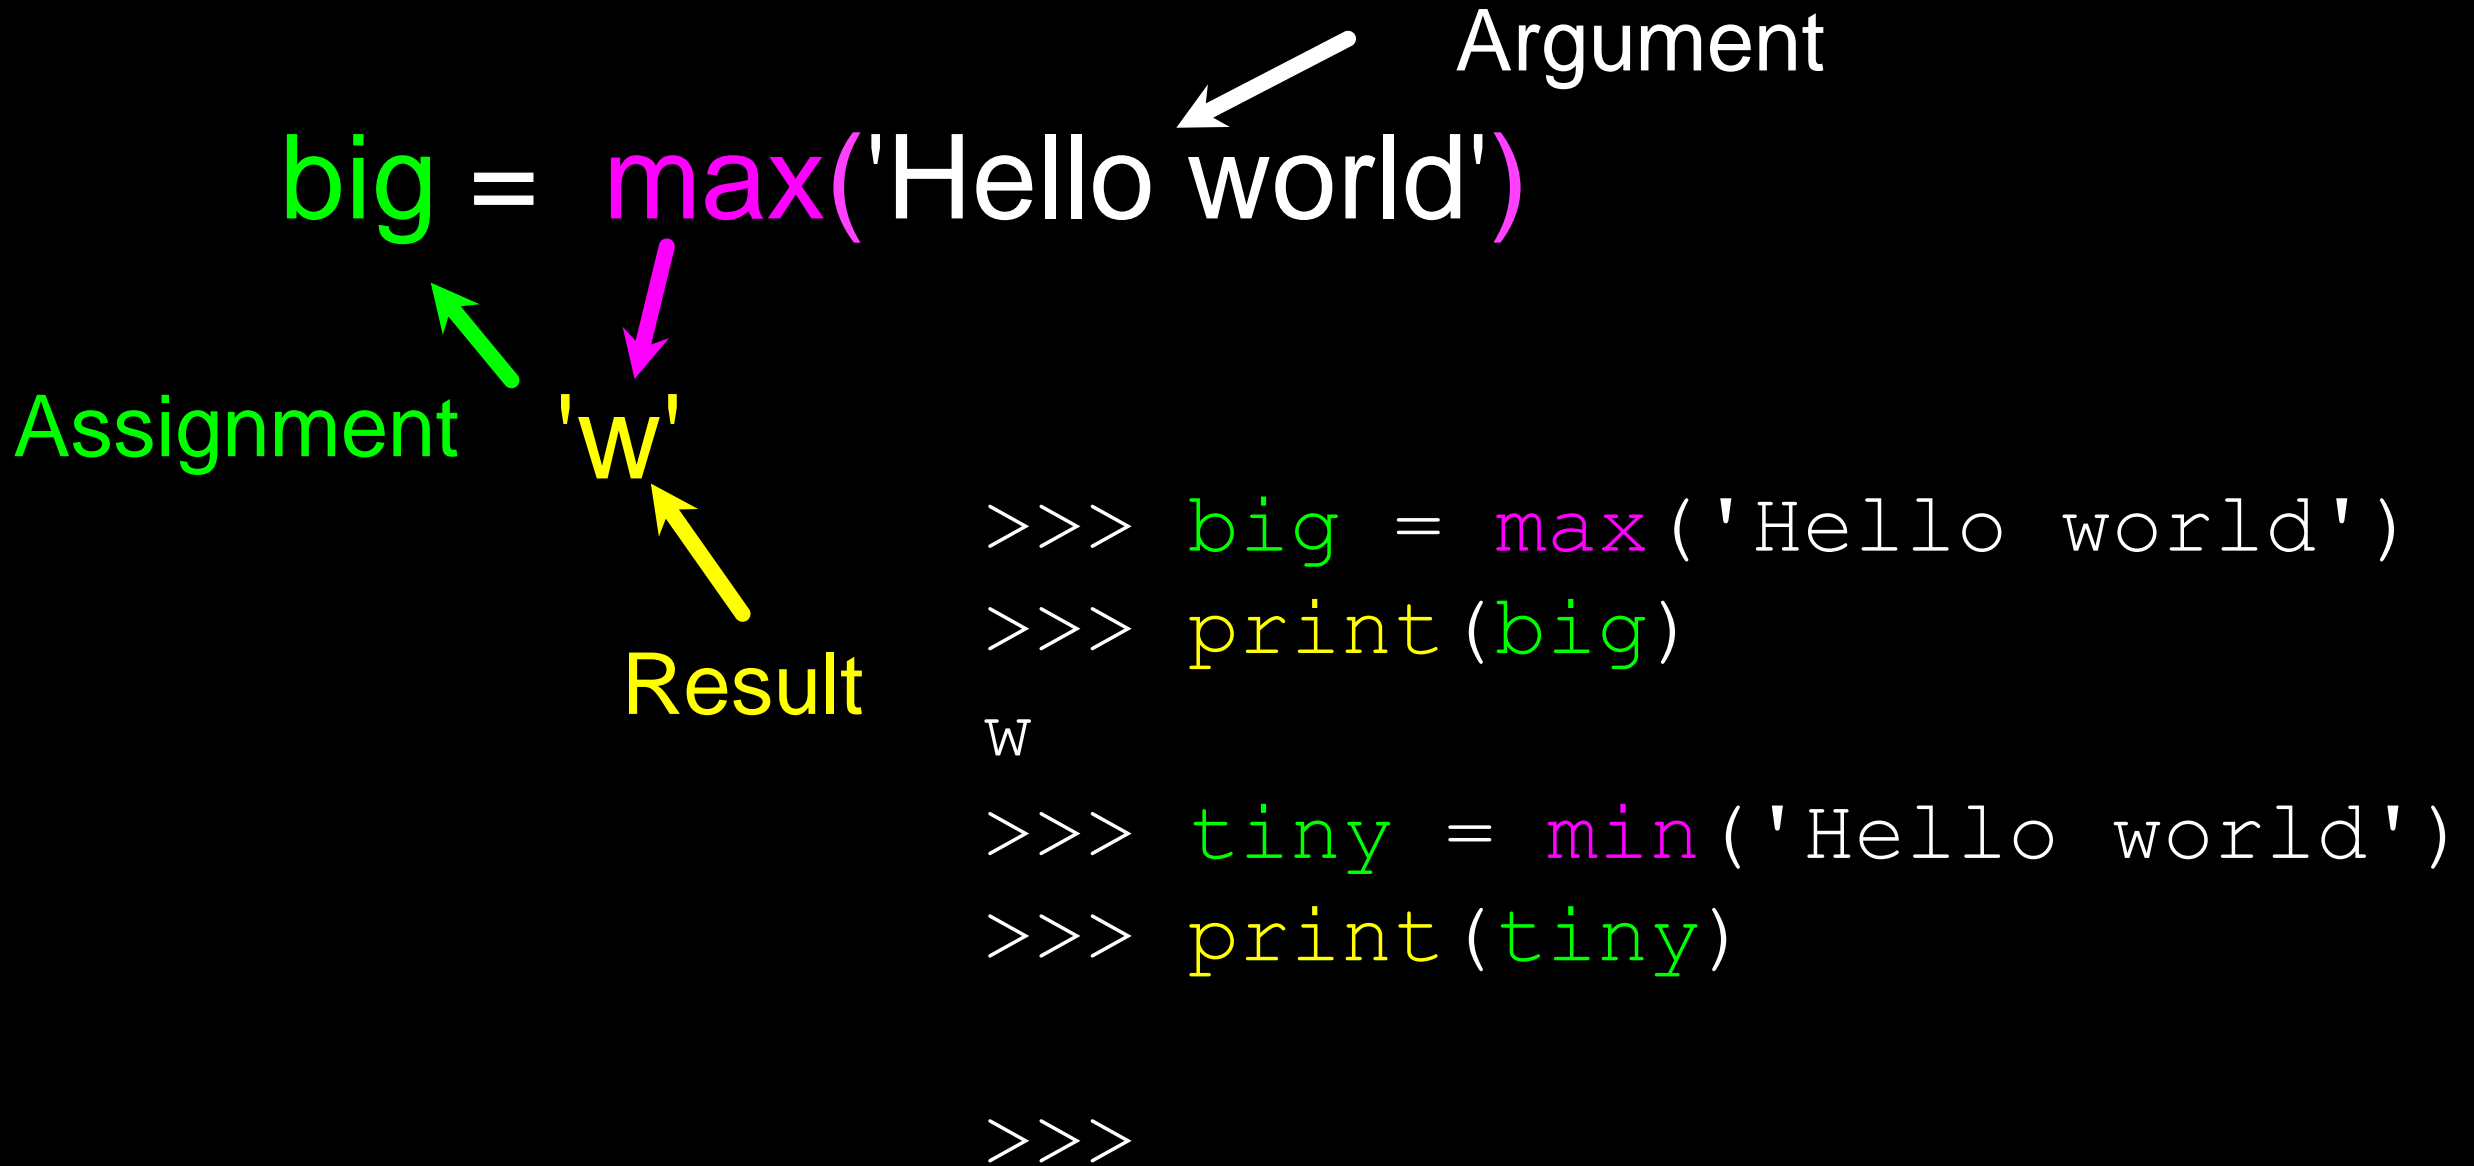 Argument
big = max('Hello world')
Assignment
'w'
Result
>>> big = max('Hello world')
>>> print(big)
w
>>> tiny = min('Hello world')
>>> print(tiny)
>>>